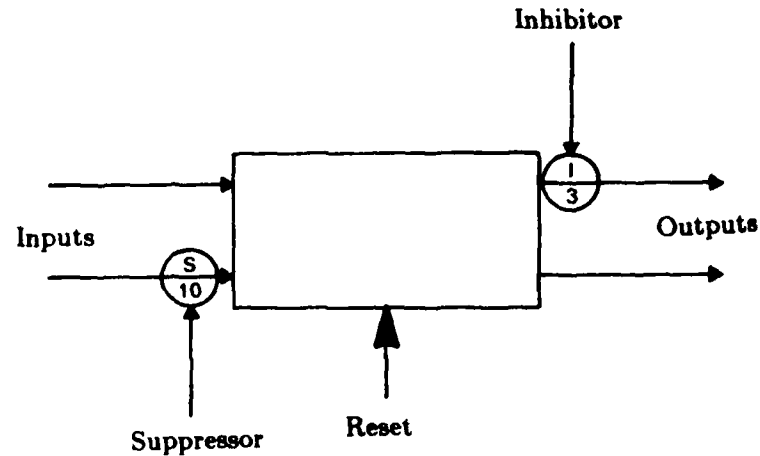 Inhibitor
I
3
Inputs
Outputs
S
10
Suppressor
Reset